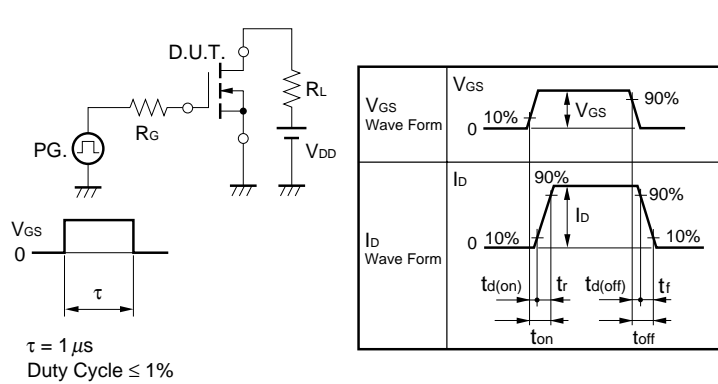 D.U.T.
RL
RG
VDD
PG.
VGS
0
τ
τ = 1 μs
Duty Cycle ≤ 1%
VGS
Wave Form
VGS
10%
0
VGS
90%
ID
Wave Form
ID
90%
90%
ID
0 10%
10%
td(on) tr td(off) tf
ton toff